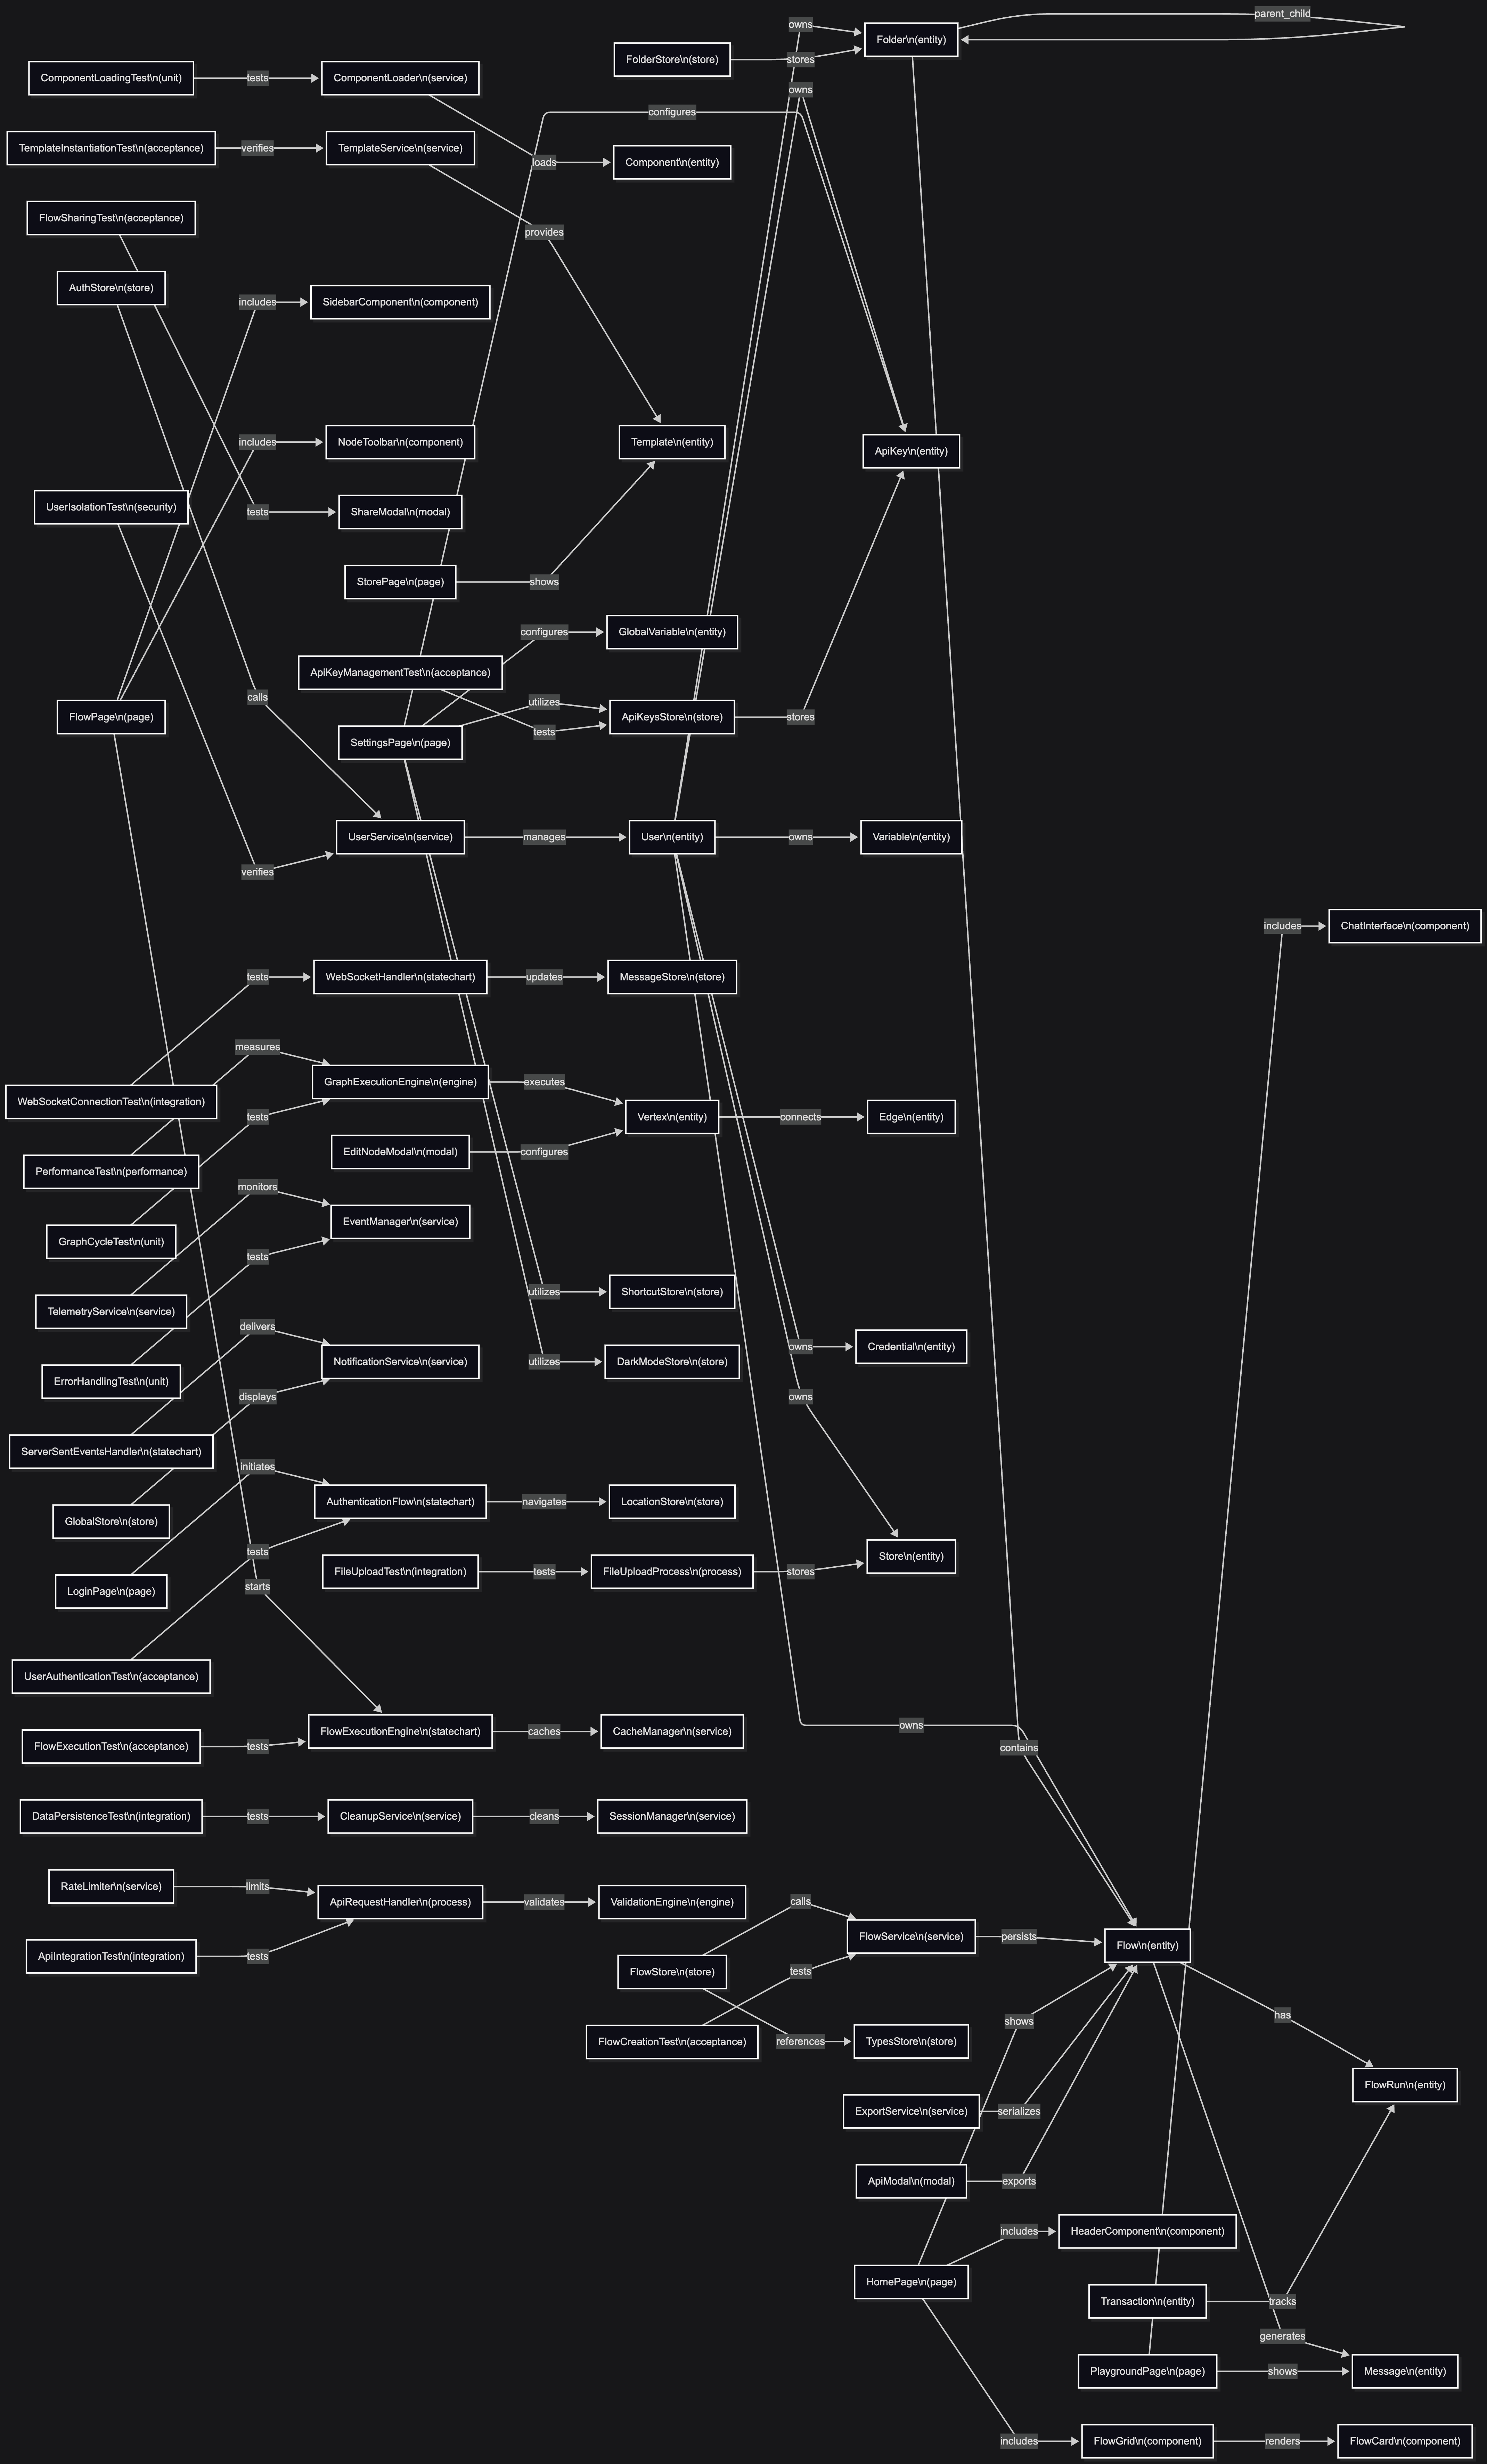 parent_child
owns
Folder\n(entity)
FolderStore\n(store)
stores
ComponentLoadingTest\n(unit)
tests
ComponentLoader\n(service)
owns
configures
TemplateInstantiationTest\n(acceptance)
verifies
TemplateService\n(service)
loads
Component\n(entity)
FlowSharingTest\n(acceptance)
provides
AuthStore\n(store)
includes
SidebarComponent\n(component)
includes
NodeToolbar\n(component)
Template\n(entity)
ApiKey\n(entity)
UserIsolationTest\n(security)
tests
ShareModal\n(modal)
StorePage\n(page)
shows
configures
GlobalVariable\n(entity)
ApiKeyManagementTest\n(acceptance)
calls
utilizes
FlowPage\n(page)
ApiKeysStore\n(store)
stores
tests
SettingsPage\n(page)
UserService\n(service)
manages
User\n(entity)
owns
Variable\n(entity)
verifies
includes
ChatInterface\n(component)
tests
WebSocketHandler\n(statechart)
updates
MessageStore\n(store)
measures
GraphExecutionEngine\n(engine)
executes
WebSocketConnectionTest\n(integration)
tests
Vertex\n(entity)
connects
Edge\n(entity)
EditNodeModal\n(modal)
configures
PerformanceTest\n(performance)
monitors
EventManager\n(service)
GraphCycleTest\n(unit)
tests
ShortcutStore\n(store)
utilizes
TelemetryService\n(service)
delivers
owns
Credential\n(entity)
NotificationService\n(service)
utilizes
DarkModeStore\n(store)
ErrorHandlingTest\n(unit)
displays
owns
ServerSentEventsHandler\n(statechart)
initiates
AuthenticationFlow\n(statechart)
navigates
LocationStore\n(store)
GlobalStore\n(store)
tests
Store\n(entity)
FileUploadTest\n(integration)
tests
FileUploadProcess\n(process)
stores
LoginPage\n(page)
starts
UserAuthenticationTest\n(acceptance)
owns
FlowExecutionEngine\n(statechart)
caches
CacheManager\n(service)
FlowExecutionTest\n(acceptance)
tests
contains
DataPersistenceTest\n(integration)
tests
CleanupService\n(service)
cleans
SessionManager\n(service)
RateLimiter\n(service)
limits
ApiRequestHandler\n(process)
validates
ValidationEngine\n(engine)
calls
FlowService\n(service)
persists
Flow\n(entity)
ApiIntegrationTest\n(integration)
tests
FlowStore\n(store)
tests
has
shows
FlowCreationTest\n(acceptance)
references
TypesStore\n(store)
FlowRun\n(entity)
ExportService\n(service)
serializes
ApiModal\n(modal)
exports
includes
HeaderComponent\n(component)
HomePage\n(page)
Transaction\n(entity)
tracks
generates
PlaygroundPage\n(page)
shows
Message\n(entity)
includes
FlowGrid\n(component)
renders
FlowCard\n(component)